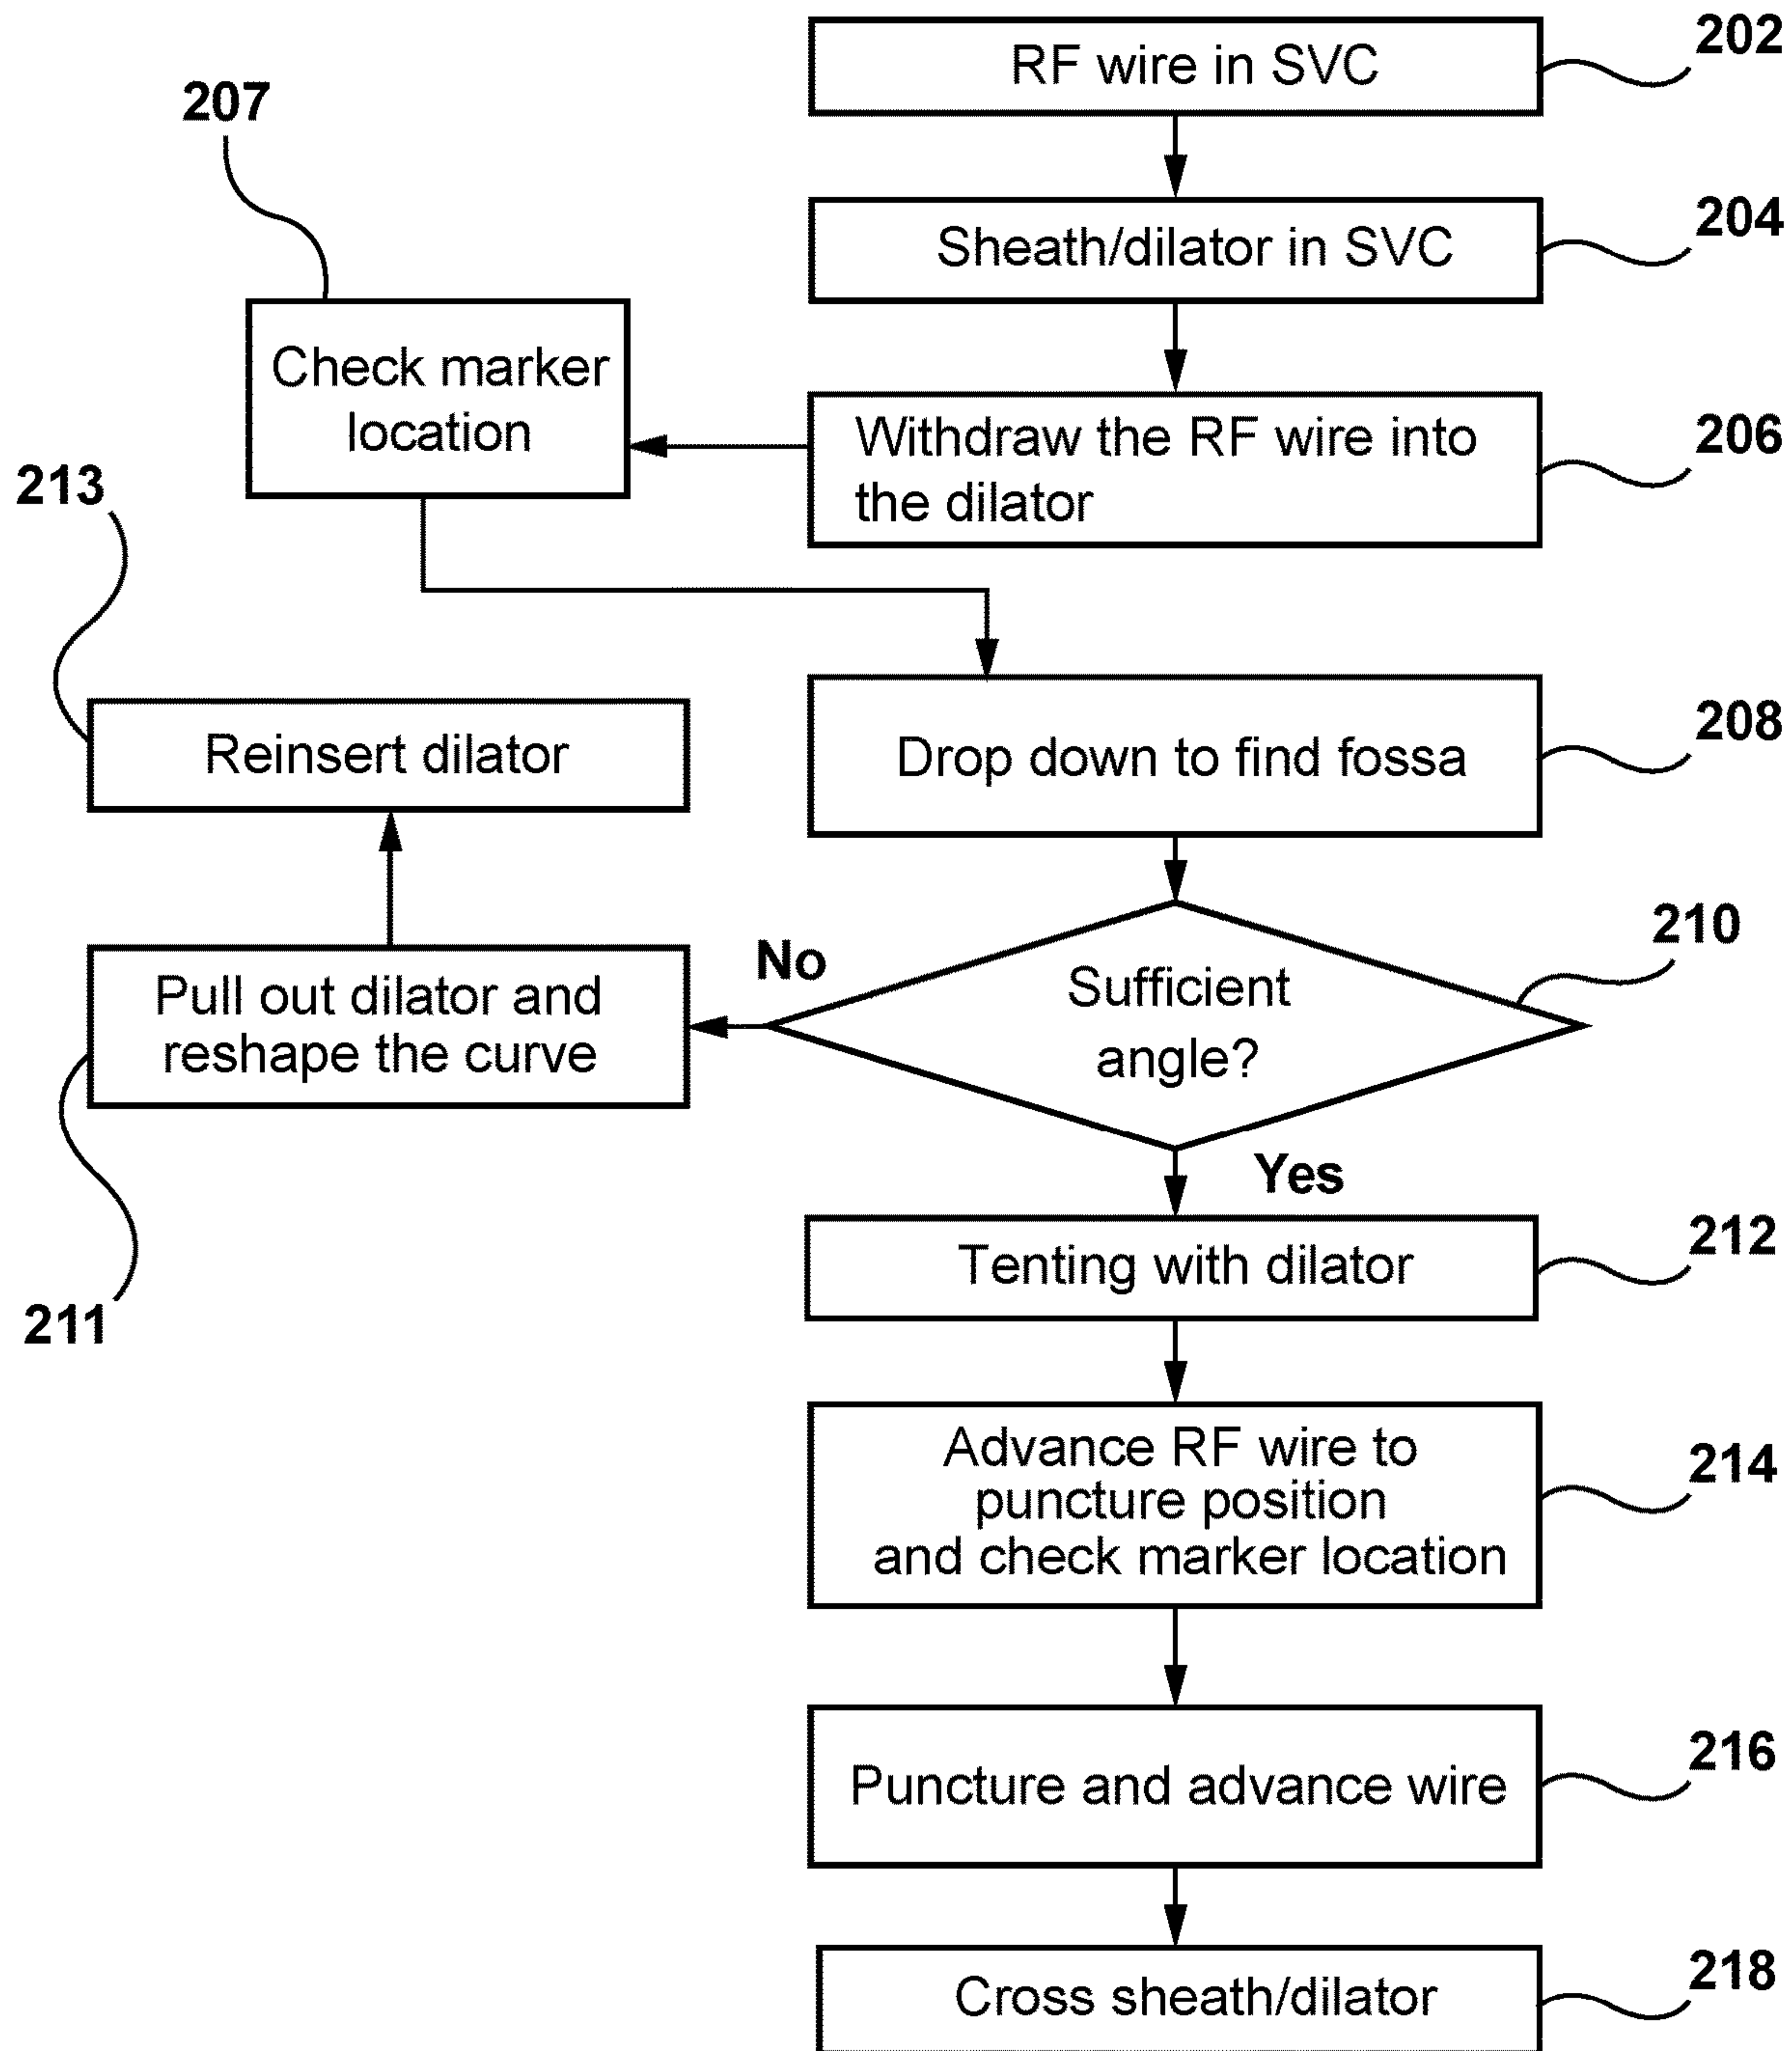 RF wire in SVC
202
207
Sheath/dilator in SVC
204
Check marker
location
Withdraw the RF wire into
the dilator
206
213
Reinsert dilator
Drop down to find fossa
208
210
No
Sufficient
angle?
Pull out dilator and
reshape the curve
211
Yes
Tenting with dilator
212
Advance RF wire to
puncture position
and check marker location
214
Puncture and advance wire
216
Cross sheath/dilator
218